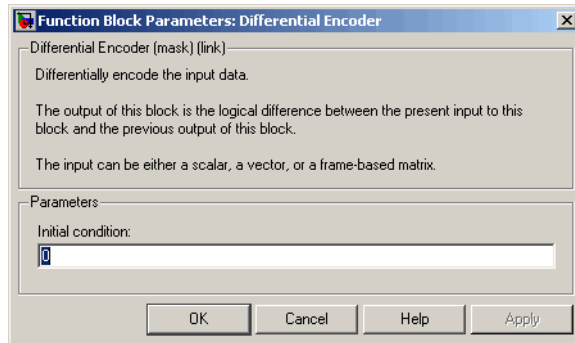 Function Block Parameters: Differential Encoder
Differential Encoder (mask) (link)
Differentially encode the input data.
The output of this block is the logical difference between the present input to this
block and the previous output of this block.
The input can be either a scalar, a vector, or a frame-based matrix.
Parameters
Initial condition:
0
OK Cancel Help Apply